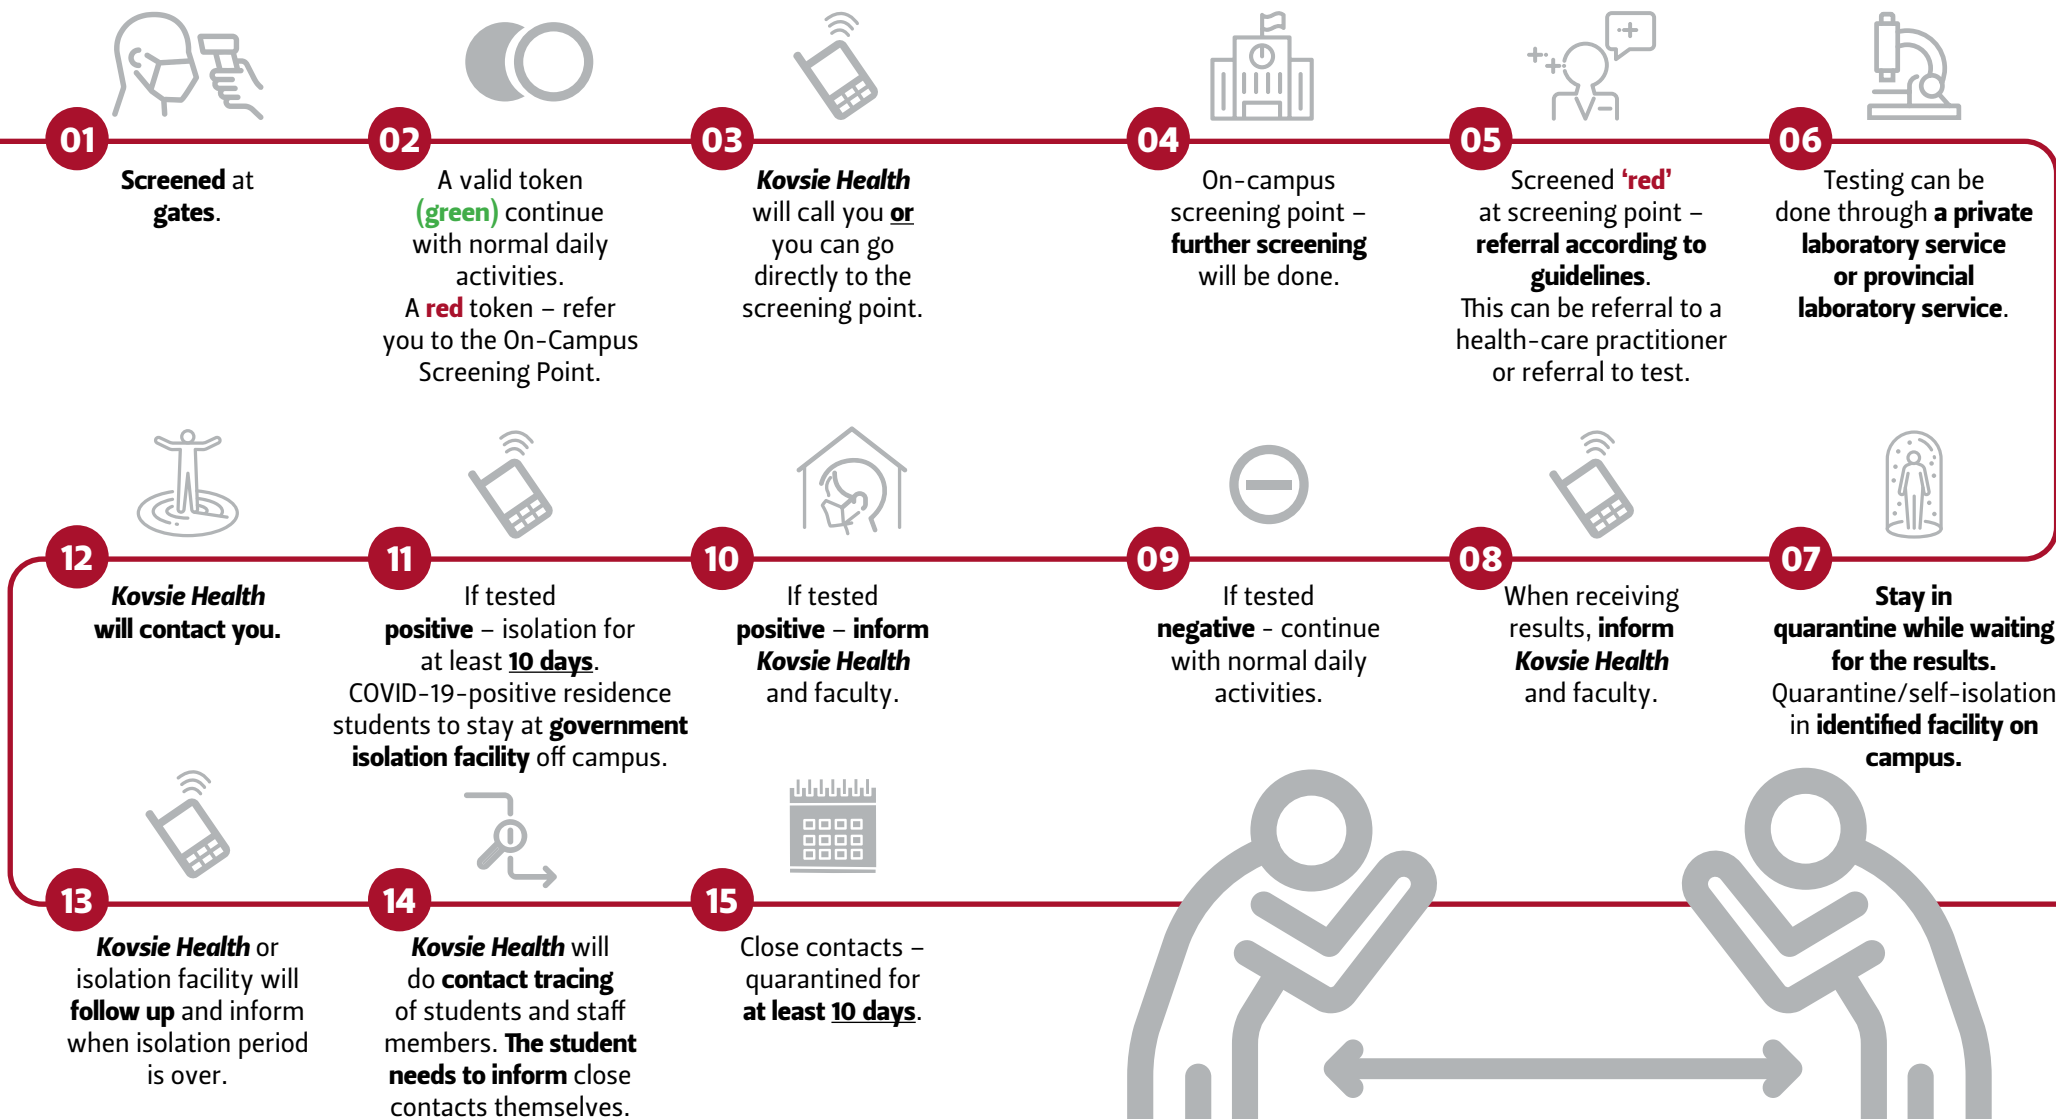 01
Screened at
gates.
02
A valid token
(green) continue
with normal daily
activities.
A red token – refer
you to the On-Campus
Screening Point.
03
Kovsie Health
will call you or
you can go
directly to the
screening point.
04
On-campus
screening point –
further screening
will be done.
05
Screened ‘red’
at screening point –
referral according to
guidelines.
This can be referral to a
health-care practitioner
or referral to test.
06
Testing can be
done through a private
laboratory service
or provincial
laboratory service.
07
Stay in
quarantine while waiting
for the results.
Quarantine/self-isolation
in identified facility on
campus.
08
When receiving
results, inform
Kovsie Health
and faculty.
09
If tested
negative - continue
with normal daily
activities.
10
If tested
positive – inform
Kovsie Health
and faculty.
11
If tested
positive – isolation for
at least 10 days.
COVID-19-positive residence
students to stay at government
isolation facility off campus.
12
Kovsie Health
will contact you.
13
Kovsie Health or
isolation facility will
follow up and inform
when isolation period
is over.
14
Kovsie Health will
do contact tracing
of students and staff
members. The student
needs to inform close
contacts themselves.
15
Close contacts –
quarantined for
at least 10 days.